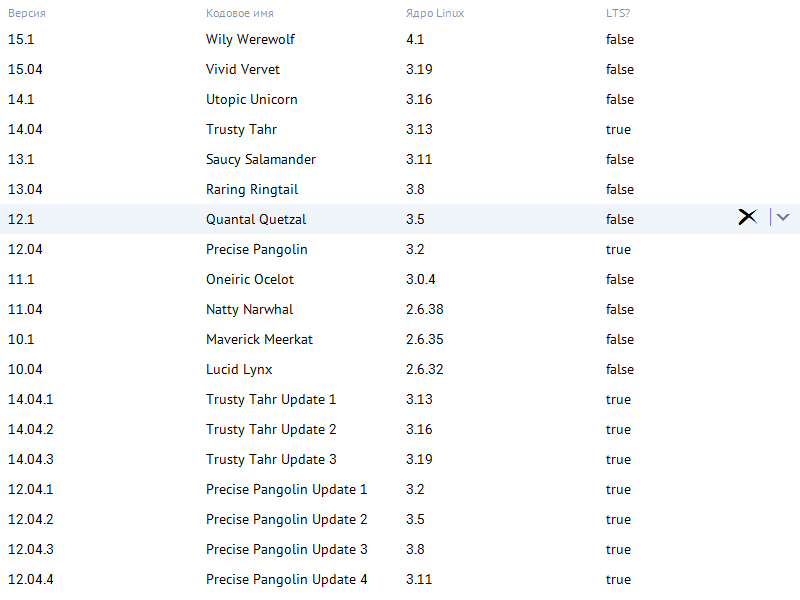 Версия Кодовое имя Ядро Linux LTS?
15.1 Wily Werewolf 4.1 false
15.04 Vivid Vervet 3.19 false
14.1 Utopic Unicorn 3.16 false
14.04 Trusty Tahr 3.13 true
13.1 Saucy Salamander 3.11 false
13.04 Raring Ringtail 3.8 false
12.1 Quantal Quetzal 3.5 false
12.04 Precise Pangolin 3.2 true
11.1 Oneiric Ocelot 3.0.4 false
11.04 Natty Narwhal 2.6.38 false
10.1 Maverick Meerkat 2.6.35 false
10.04 Lucid Lynx 2.6.32 false
14.04.1 Trusty Tahr Update 1 3.13 true
14.04.2 Trusty Tahr Update 2 3.16 true
14.04.3 Trusty Tahr Update 3 3.19 true
12.04.1 Precise Pangolin Update 1 3.2 true
12.04.2 Precise Pangolin Update 2 3.5 true
12.04.3 Precise Pangolin Update 3 3.8 true
12.04.4 Precise Pangolin Update 4 3.11 true